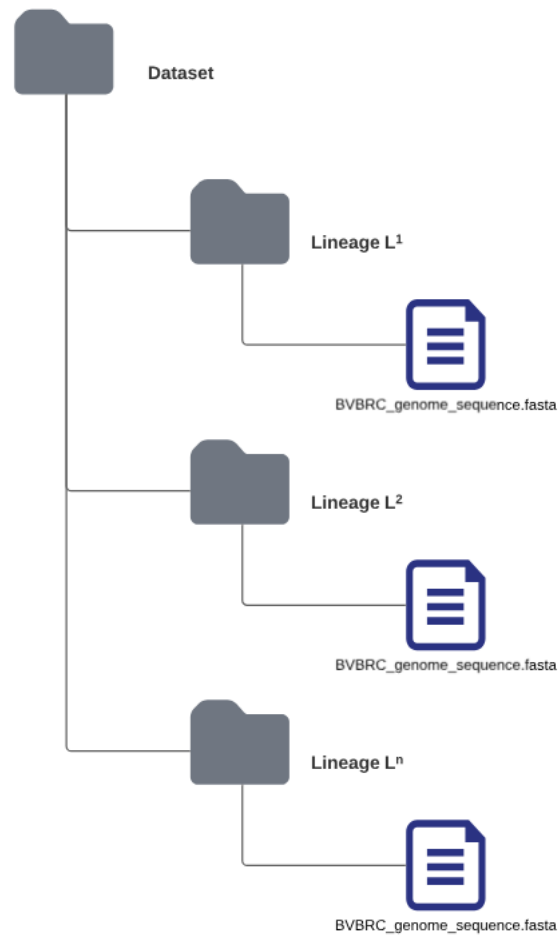 Dataset
Lineage L¹
BVBRC_genome_sequence.fasta
Lineage L²
BVBRC_genome_sequence.fasta
Lineage Lⁿ
BVBRC_genome_sequence.fasta